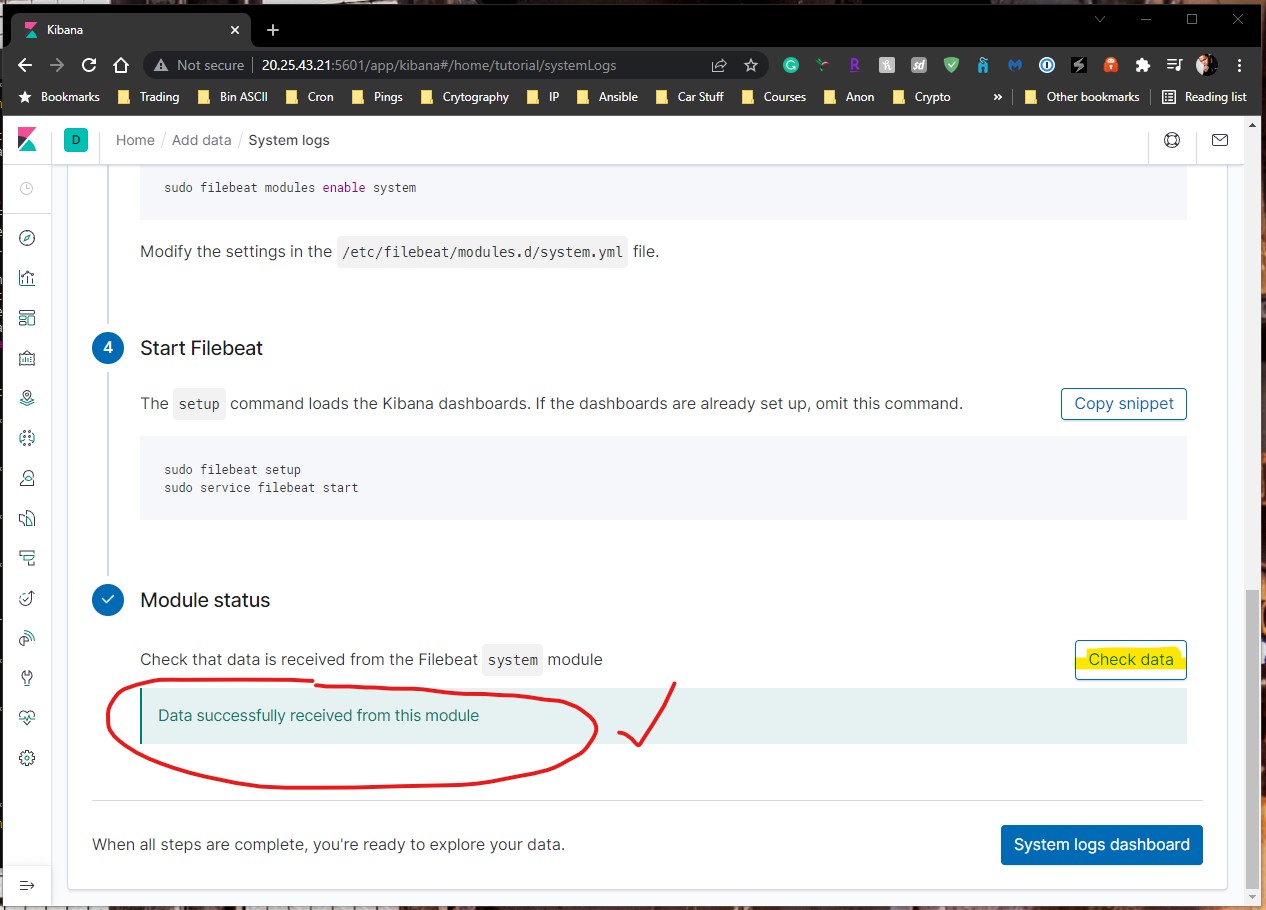 Kibana
Not secure 20.25.43.21:5601/app/kibana#/home/tutorial/systemLogs
Bookmarks Trading Bin ASCII Cron Pings Crytography IP Ansible Car Stuff Courses Anon Crypto » Other bookmarks Reading list
D Home / Add data / System logs
sudo filebeat modules enable system
Modify the settings in the /etc/filebeat/modules.d/system.yml file.
4 Start Filebeat
The setup command loads the Kibana dashboards. If the dashboards are already set up, omit this command. Copy snippet
sudo filebeat setup
sudo service filebeat start
Module status
Check that data is received from the Filebeat system module Check data
Data successfully received from this module
When all steps are complete, you're ready to explore your data. System logs dashboard